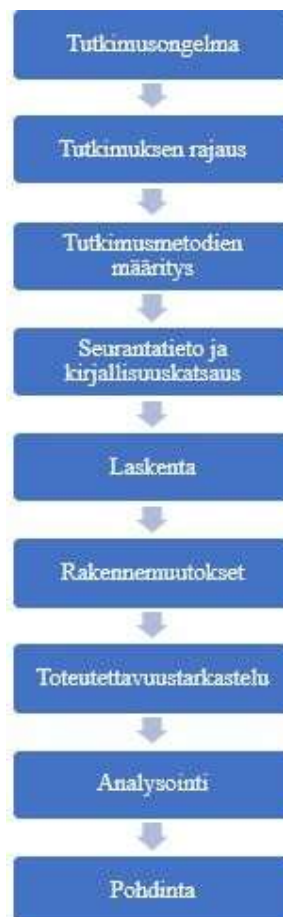 Tutkimusongelma
Tutkimuksen rajaus
Tutkimusmetodien
määritys
Seurantatieto ja
kirjallisuuskatsaus
Laskenta
Rakennemuutokset
Toteutettavuustarkastelu
Analysointi
Pohdinta